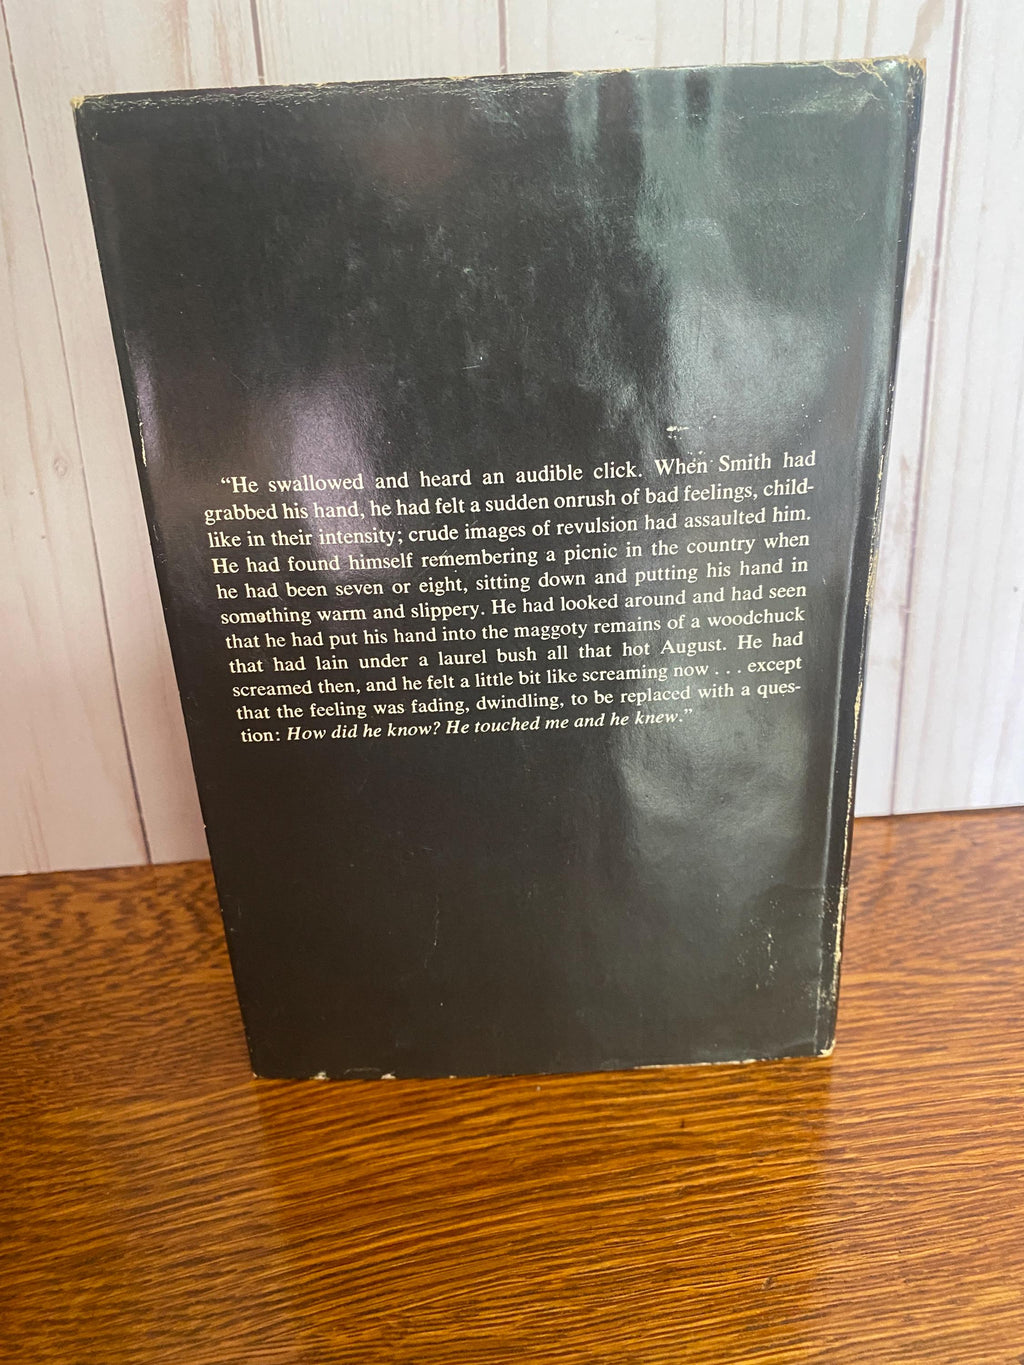 “He swallowed and heard an audible click. When Smith had
grabbed his hand, he had felt a sudden onrush of bad feelings, child-
like in their intensity; crude images of revulsion had assaulted him.
He had found himself remembering a picnic in the country when
he had been seven or eight, sitting down and putting his hand in
something warm and slippery. He had looked around and had seen
that he had put his hand into the maggoty remains of a woodchuck
that had lain under a laurel bush all that hot August. He had
screamed then, and he felt a little bit like screaming now . . . except
that the feeling was fading, dwindling, to be replaced with a ques-
tion: How did he know? He touched me and he knew.”